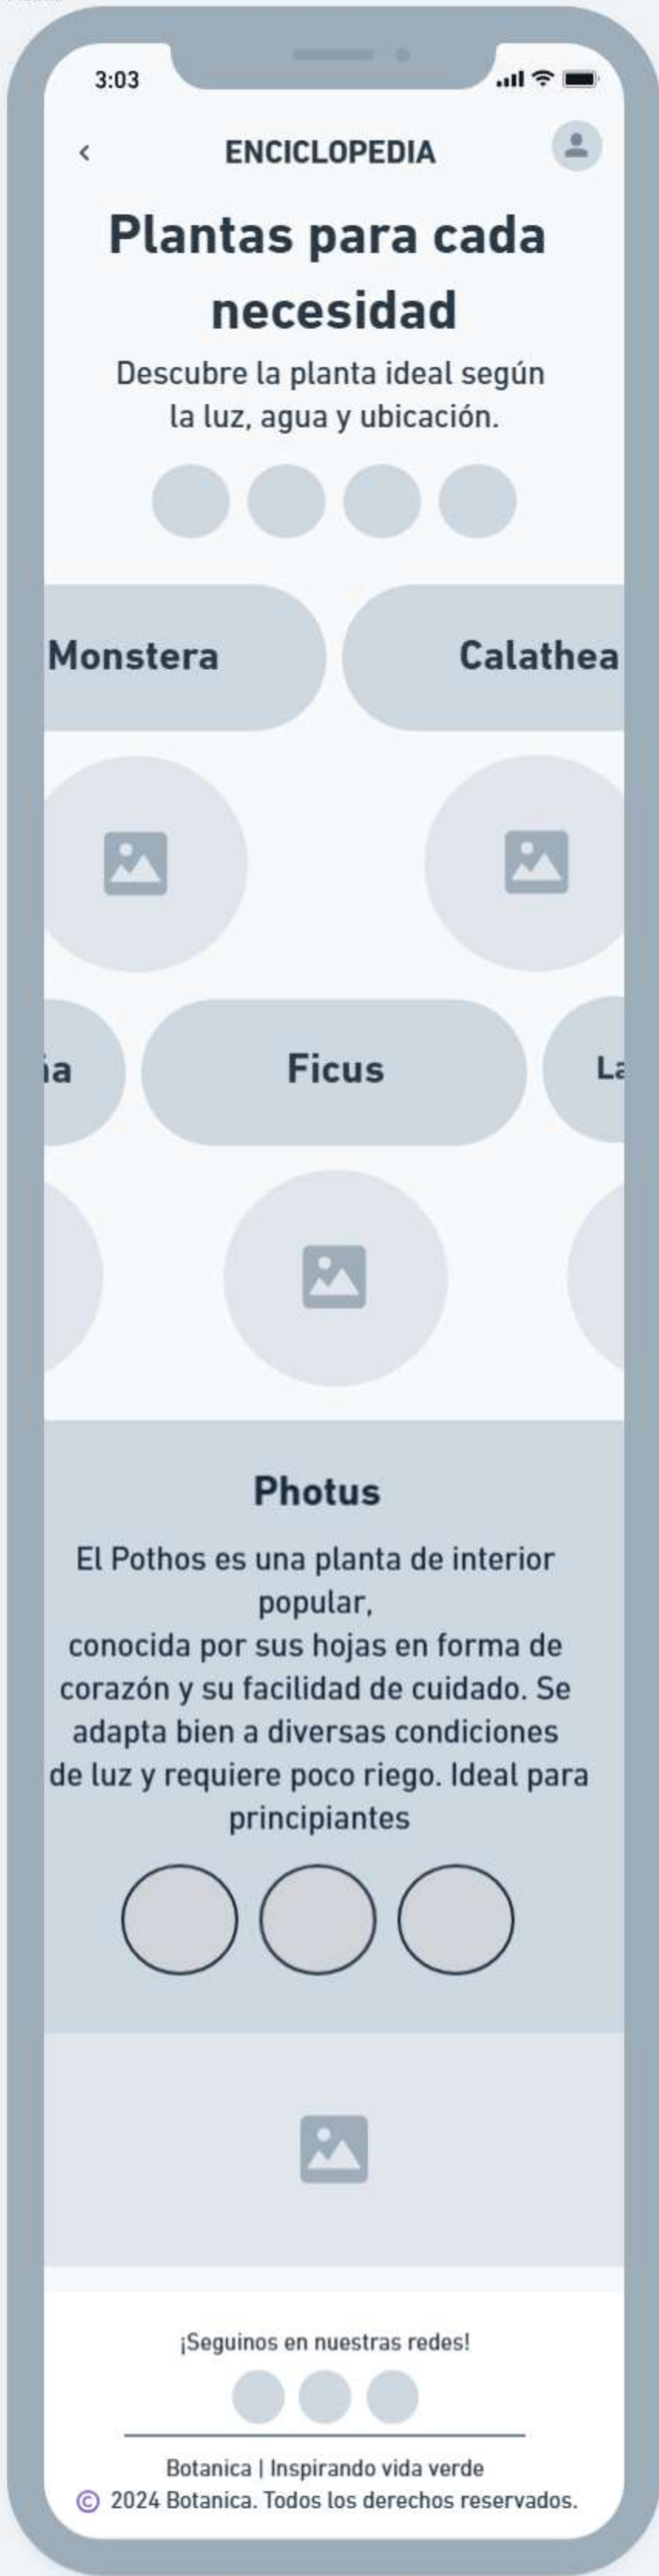 3:03
ENCICLOPEDIA
Plantas para cada
necesidad
Descubre la planta ideal según
la luz, agua y ubicación.
Monstera Calathea
Ficus
Photus
El Pothos es una planta de interior
popular,
conocida por sus hojas en forma de
corazón y su facilidad de cuidado. Se
adapta bien a diversas condiciones
de luz y requiere poco riego. Ideal para
principiantes
¡Seguinos en nuestras redes!
Botanica | Inspirando vida verde
© 2024 Botanica. Todos los derechos reservados.